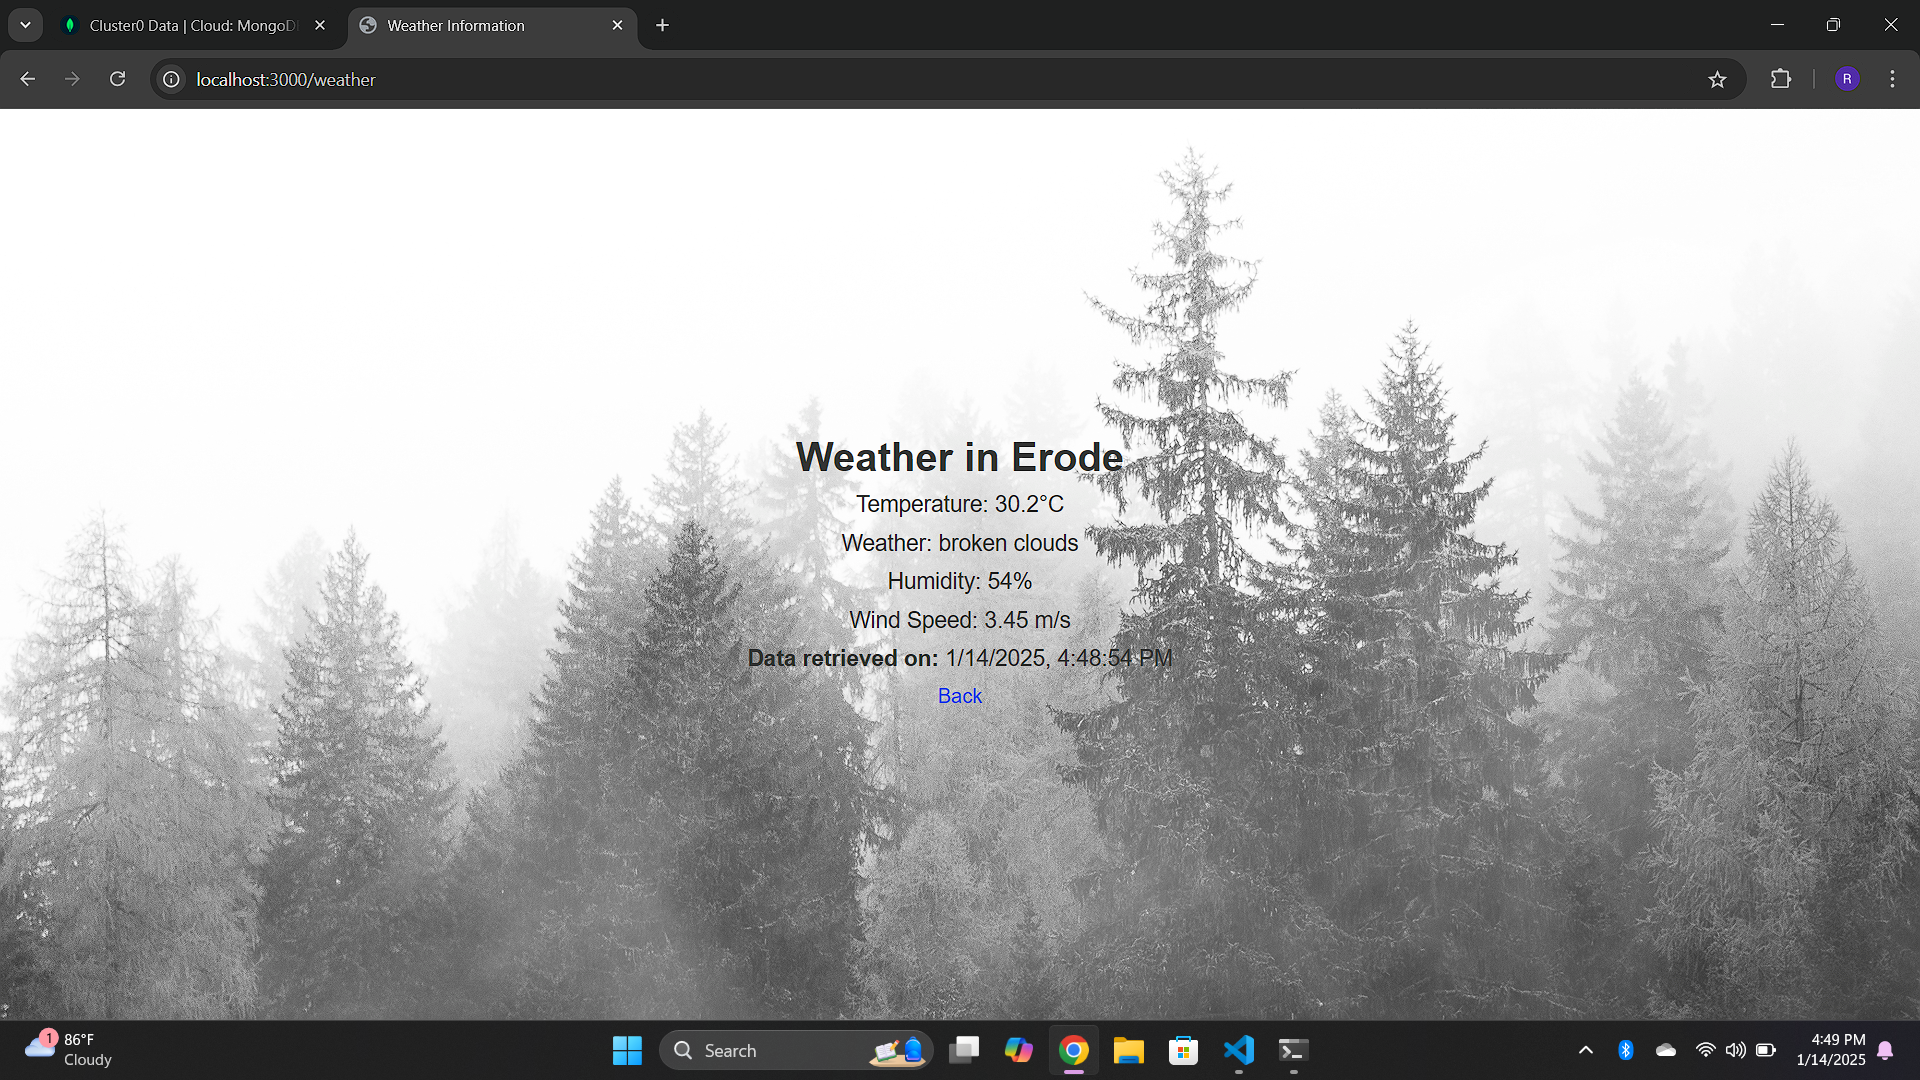 Cluster0 Data | Cloud: MongoD
Weather Information
localhost:3000/weather
R
Weather in Erode
Temperature: 30.2°C
Weather: broken clouds
Humidity: 54%
Wind Speed: 3.45 m/s
Data retrieved on: 1/14/2025, 4:48:54 PM
Back
1
86°F
Cloudy
Search
4:49 PM
1/14/2025